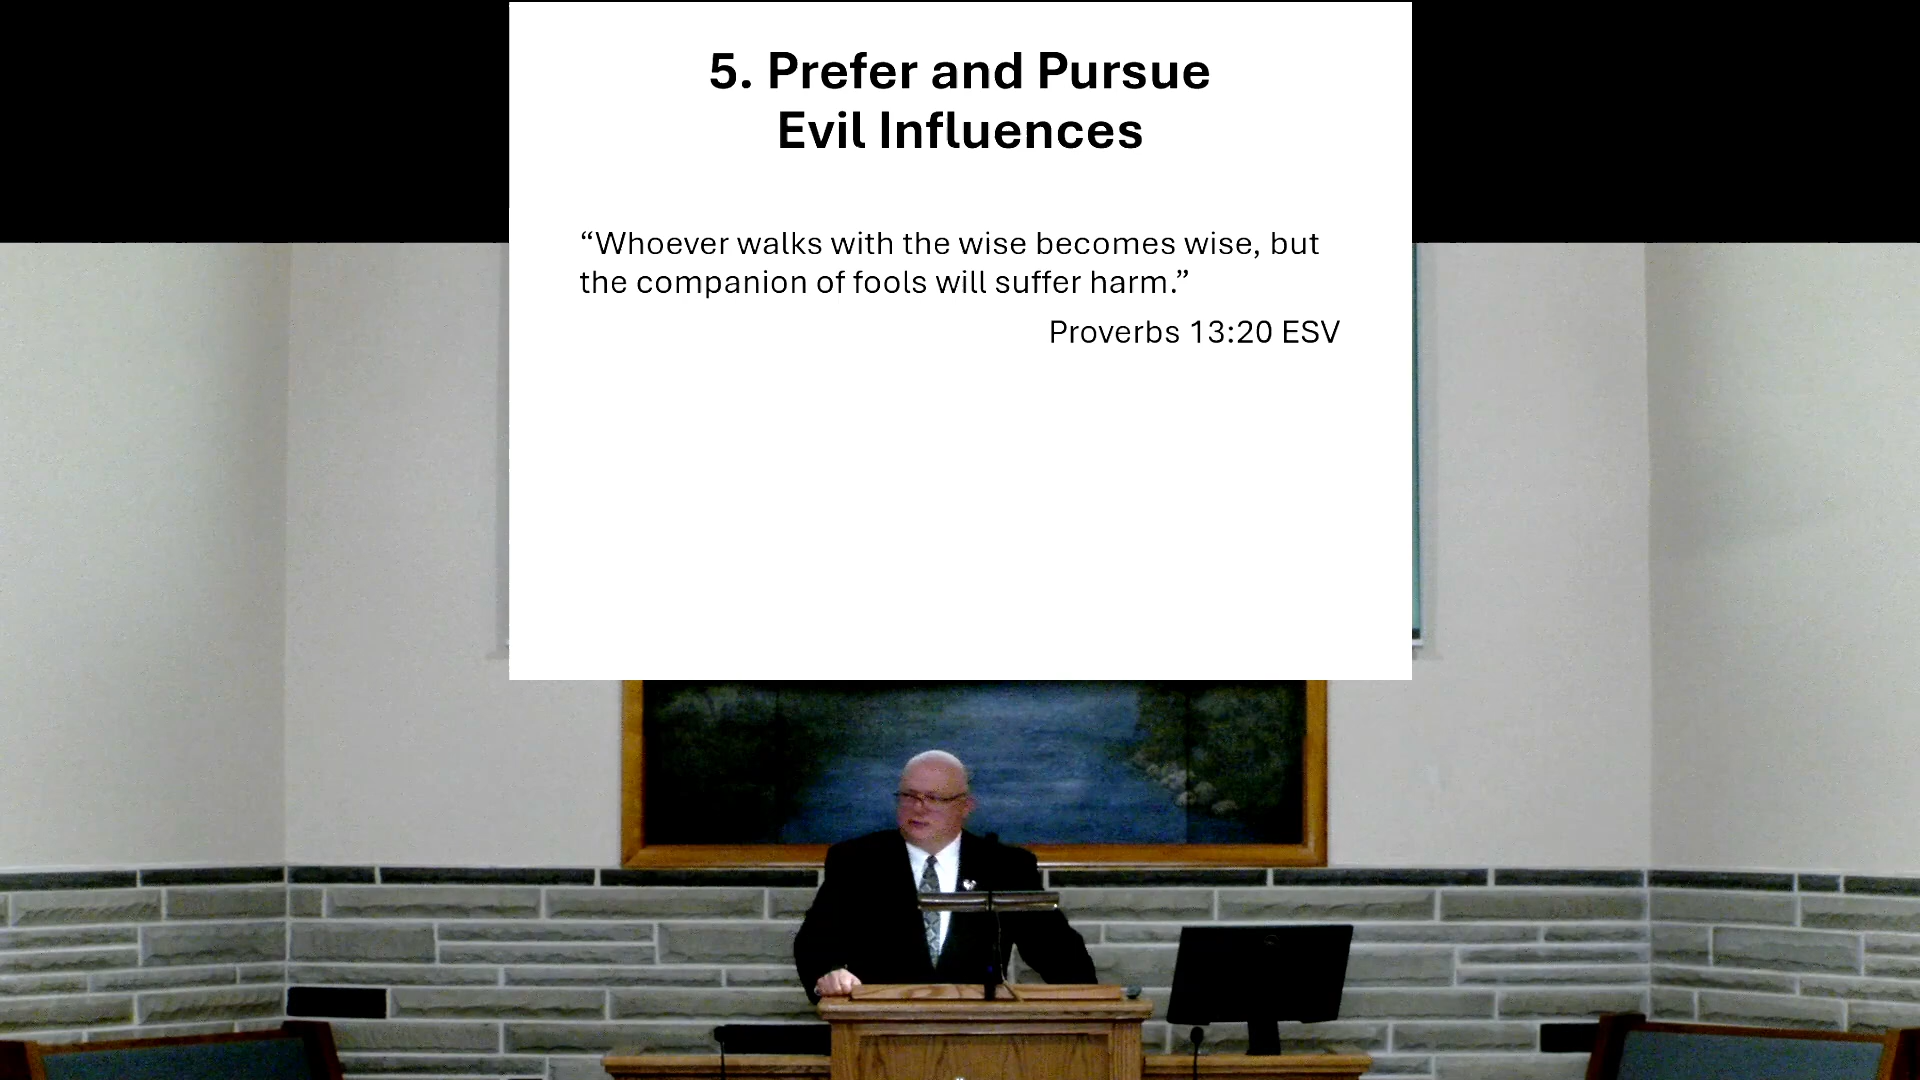 5. Prefer and Pursue
Evil Influences
“Whoever walks with the wise becomes wise, but
the companion of fools will suffer harm.”
Proverbs 13:20 ESV